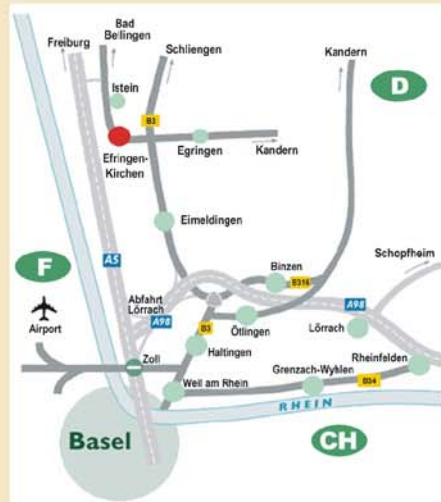 Freiburg
Bad
Bellingen
Schliengen
Kandern
D
Istein
B3
Efringen-
Kirchen
Egringen
Kandern
Eimeldingen
F
A5
Schopfheim
Binzen
B316
Airport
Abfahrt
Lörrach
A98
A98
Ötlingen
Lörrach
B3
Zoll
Haltingen
Rheinfelden
Grenzach-Wyhlen
B34
Weil am Rhein
RHEIN
Basel
CH